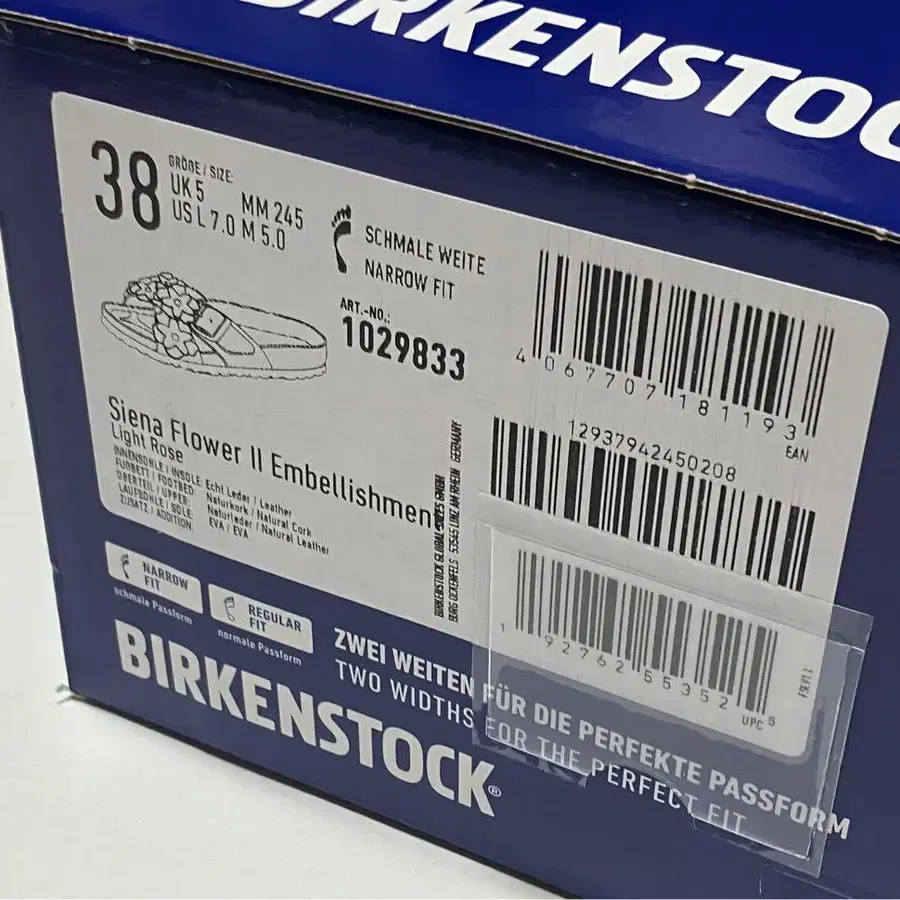 BIRKENSTOC
38
GRÖßE / SIZE:
UK 5 MM 245
US L 7.0 M 5.0
SCHMALE WEITE
NARROW FIT
ART.-NO.:
1029833
4 067707 181193
EAN
12937942450208
Siena Flower II Embellishment
Light Rose
INNENSOHLE / INSOLE: Echt Leder / Leather
FUßBETT / FOOTBED: Naturkork / Natural Cork
OBERTEIL / UPPER: Naturleder / Natural Leather
LAUFSOHLE / SOLE: EVA / EVA
ZUSATZ / ADDITION:
BIRKENSTOCK GLOBAL SALES GMBH
BURG OCKENFELS 53545 LINZ AM RHEIN GERMANY
1 92762 55352 5
UPC
NARROW
FIT
schmale Passform
REGULAR
FIT
normale Passform
ZWEI WEITEN FÜR DIE PERFEKTE PASSFORM
TWO WIDTHS FOR THE PERFECT FIT
BIRKENSTOCK®